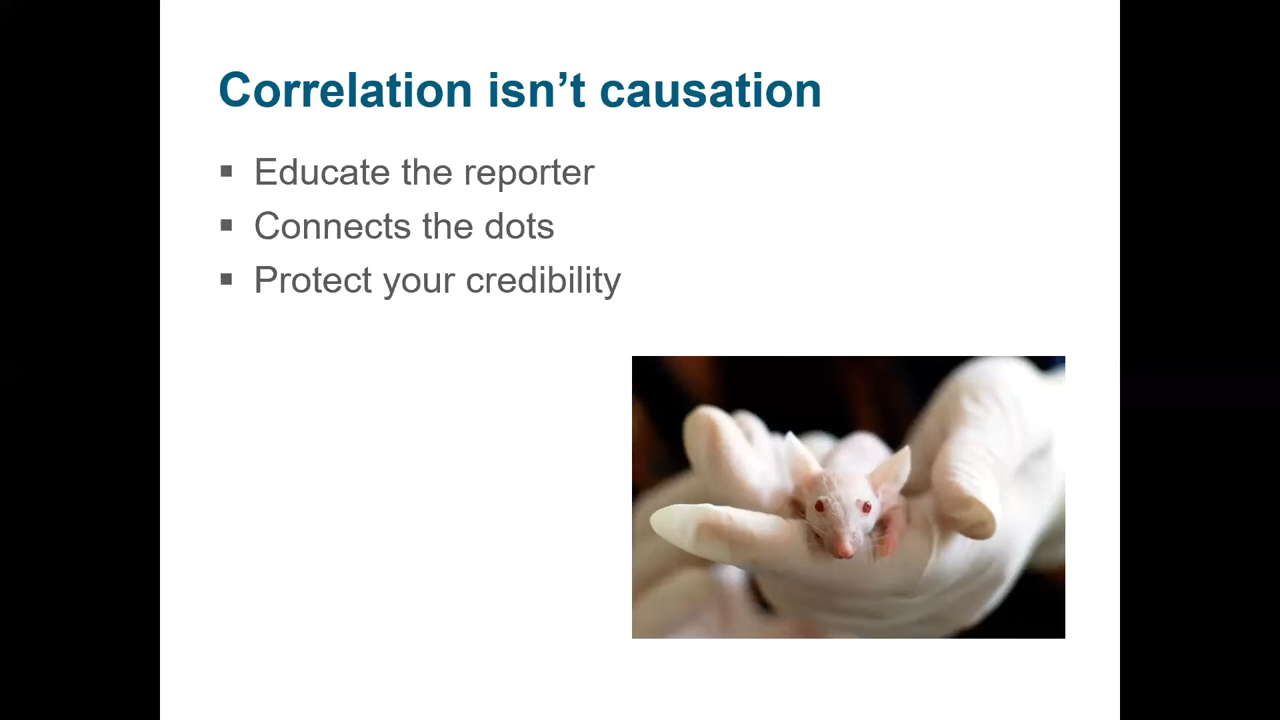 Correlation isn’t causation
▪ Educate the reporter
▪ Connects the dots
▪ Protect your credibility